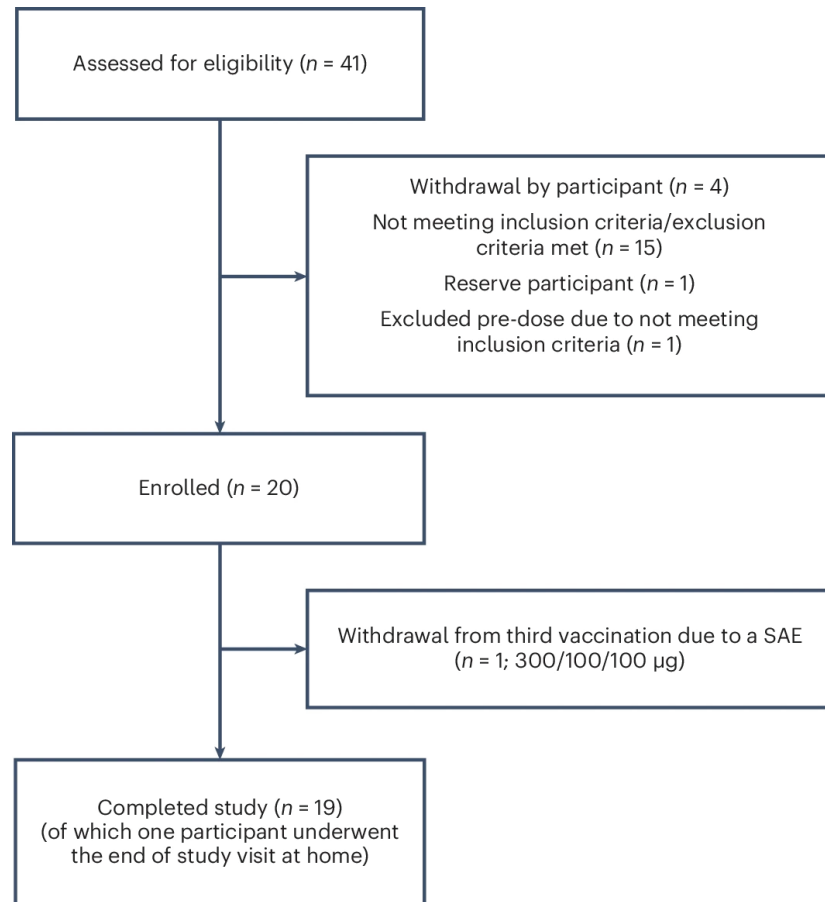 Assessed for eligibility (n = 41)
Withdrawal by participant (n = 4)
Not meeting inclusion criteria/exclusion
criteria met (n = 15)
Reserve participant (n = 1)
Excluded pre-dose due to not meeting
inclusion criteria (n = 1)
Enrolled (n = 20)
Withdrawal from third vaccination due to a SAE
(n = 1; 300/100/100 µg)
Completed study (n = 19)
(of which one participant underwent
the end of study visit at home)